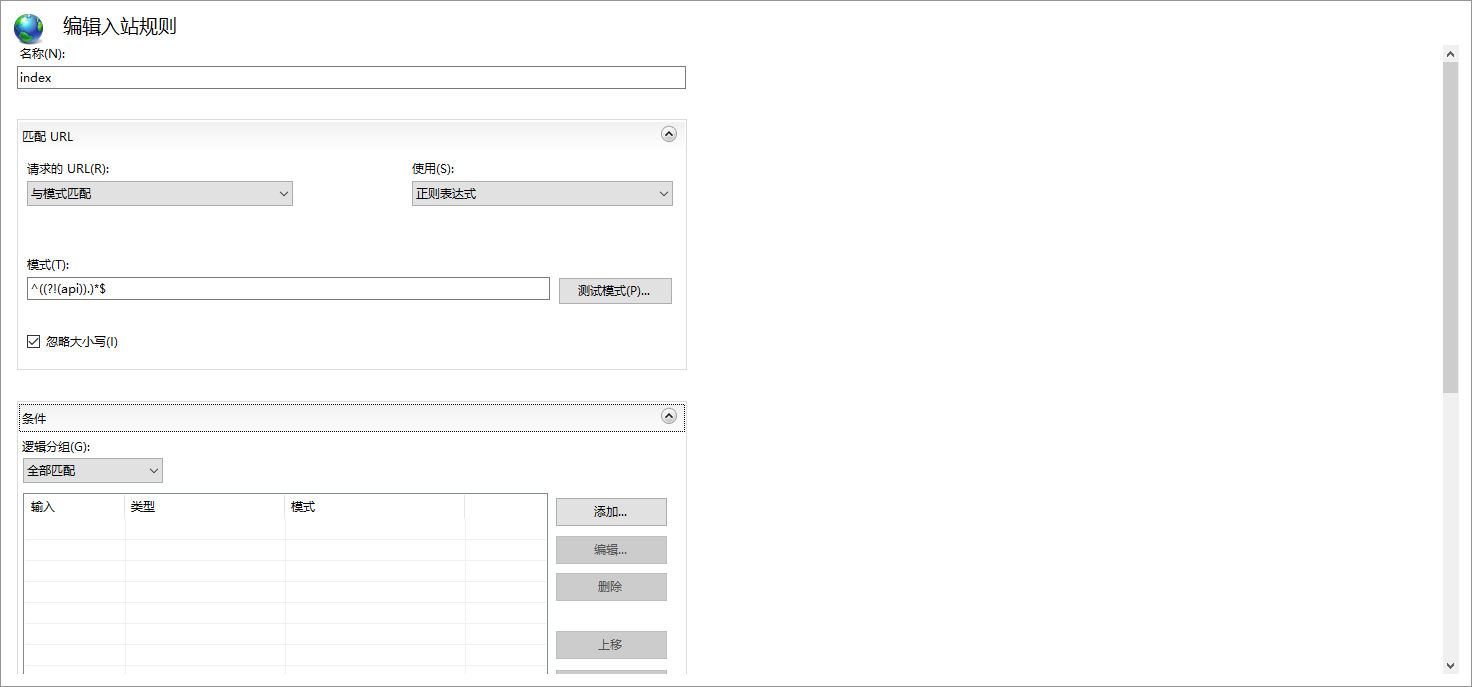 编辑入站规则
名称(N):
index
匹配 URL
请求的 URL(R):
使用(S):
与模式匹配
正则表达式
模式(T):
^((?!(api)).)*$
测试模式(P)...
忽略大小写(I)
条件
逻辑分组(G):
全部匹配
输入
类型
模式
添加...
编辑...
删除
上移